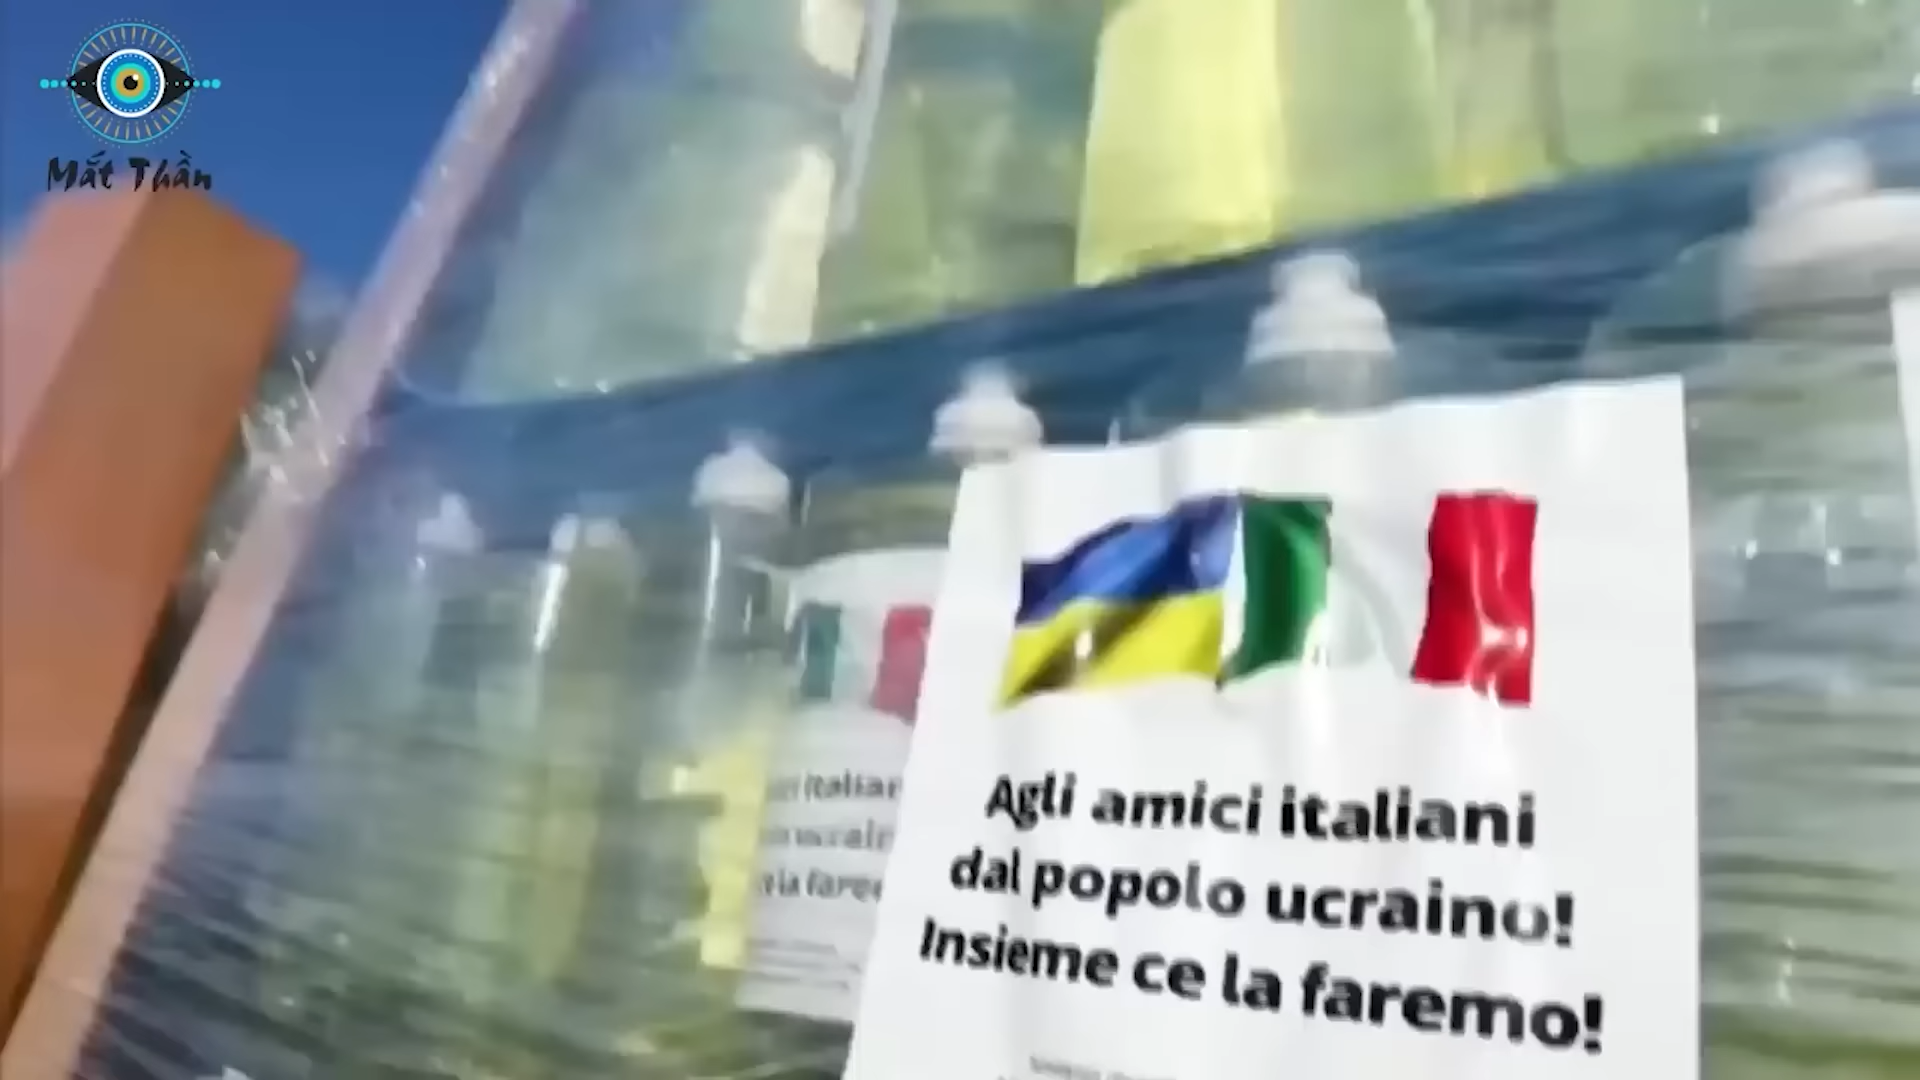 Mắt Thần
Agli amici italiani
dal popolo ucraino!
Insieme ce la faremo!